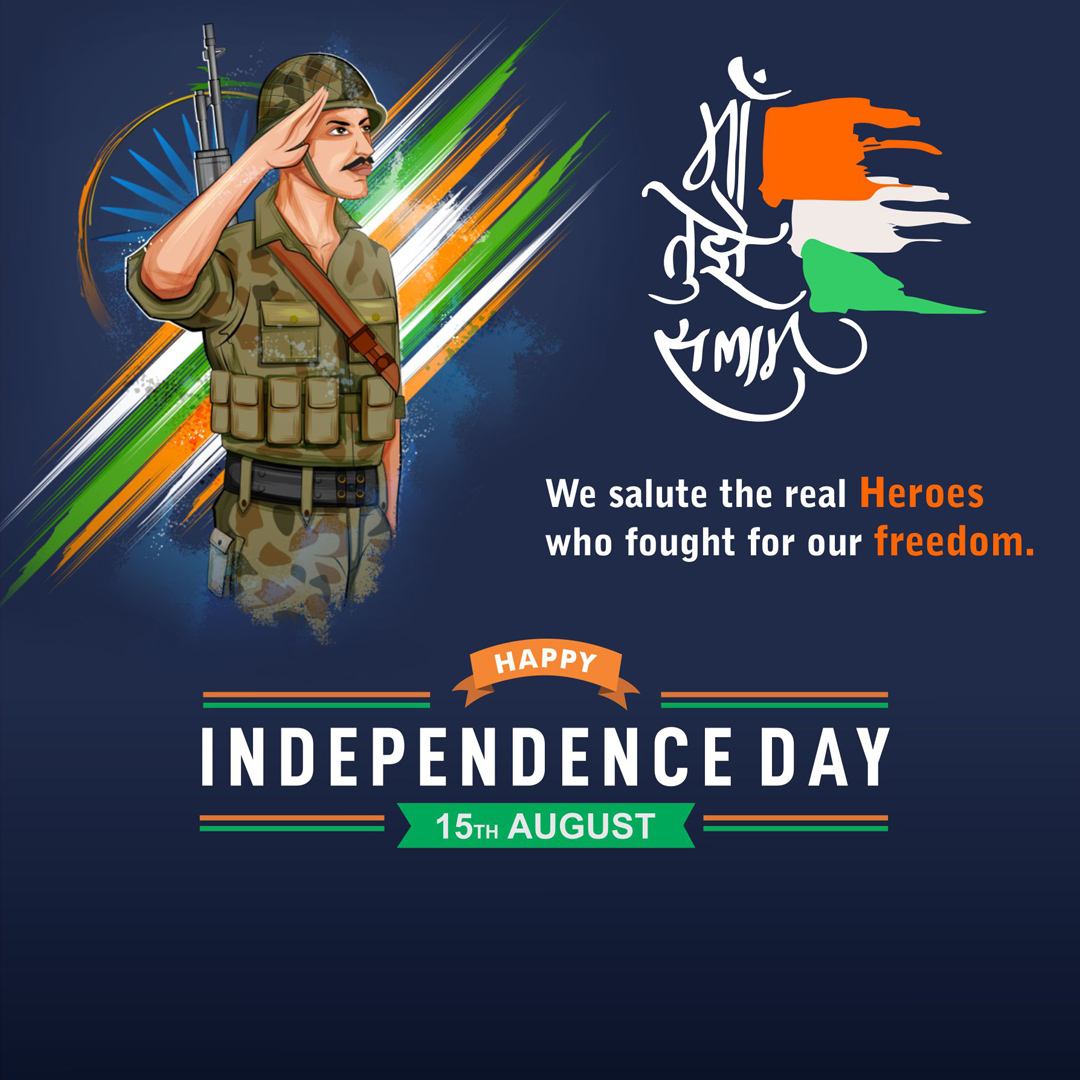 माँ
तुझे
सलाम
We salute the real Heroes
who fought for our freedom.
HAPPY
INDEPENDENCE DAY
15TH AUGUST